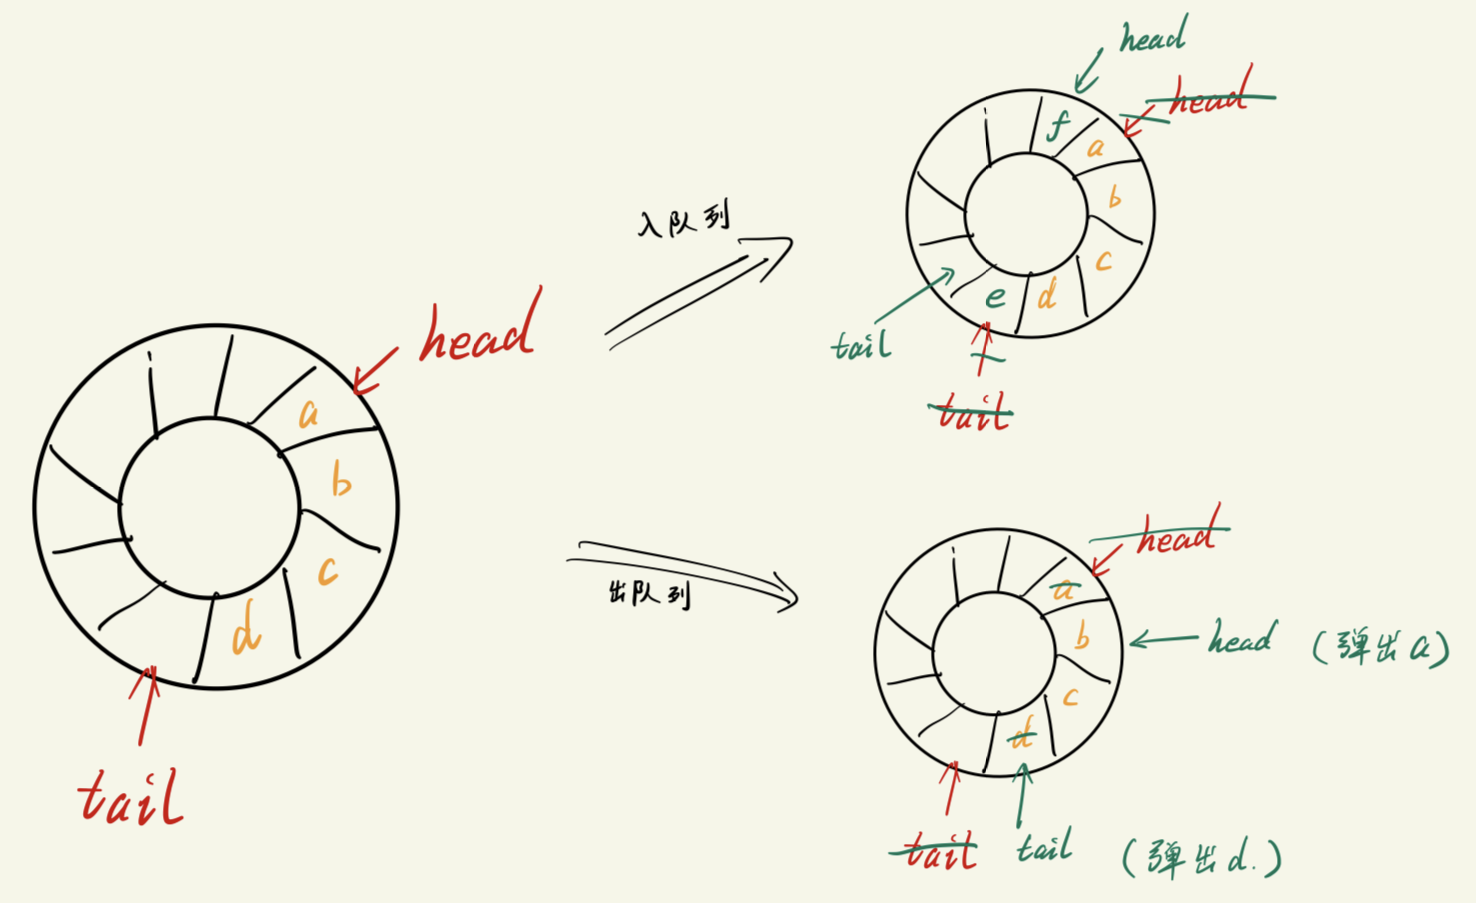 head
a
b
c
d
tail
入队列
head
head
f
a
b
c
d
e
tail
tail
出队列
head
a
b
head (弹出a)
c
d
tail tail (弹出d.)